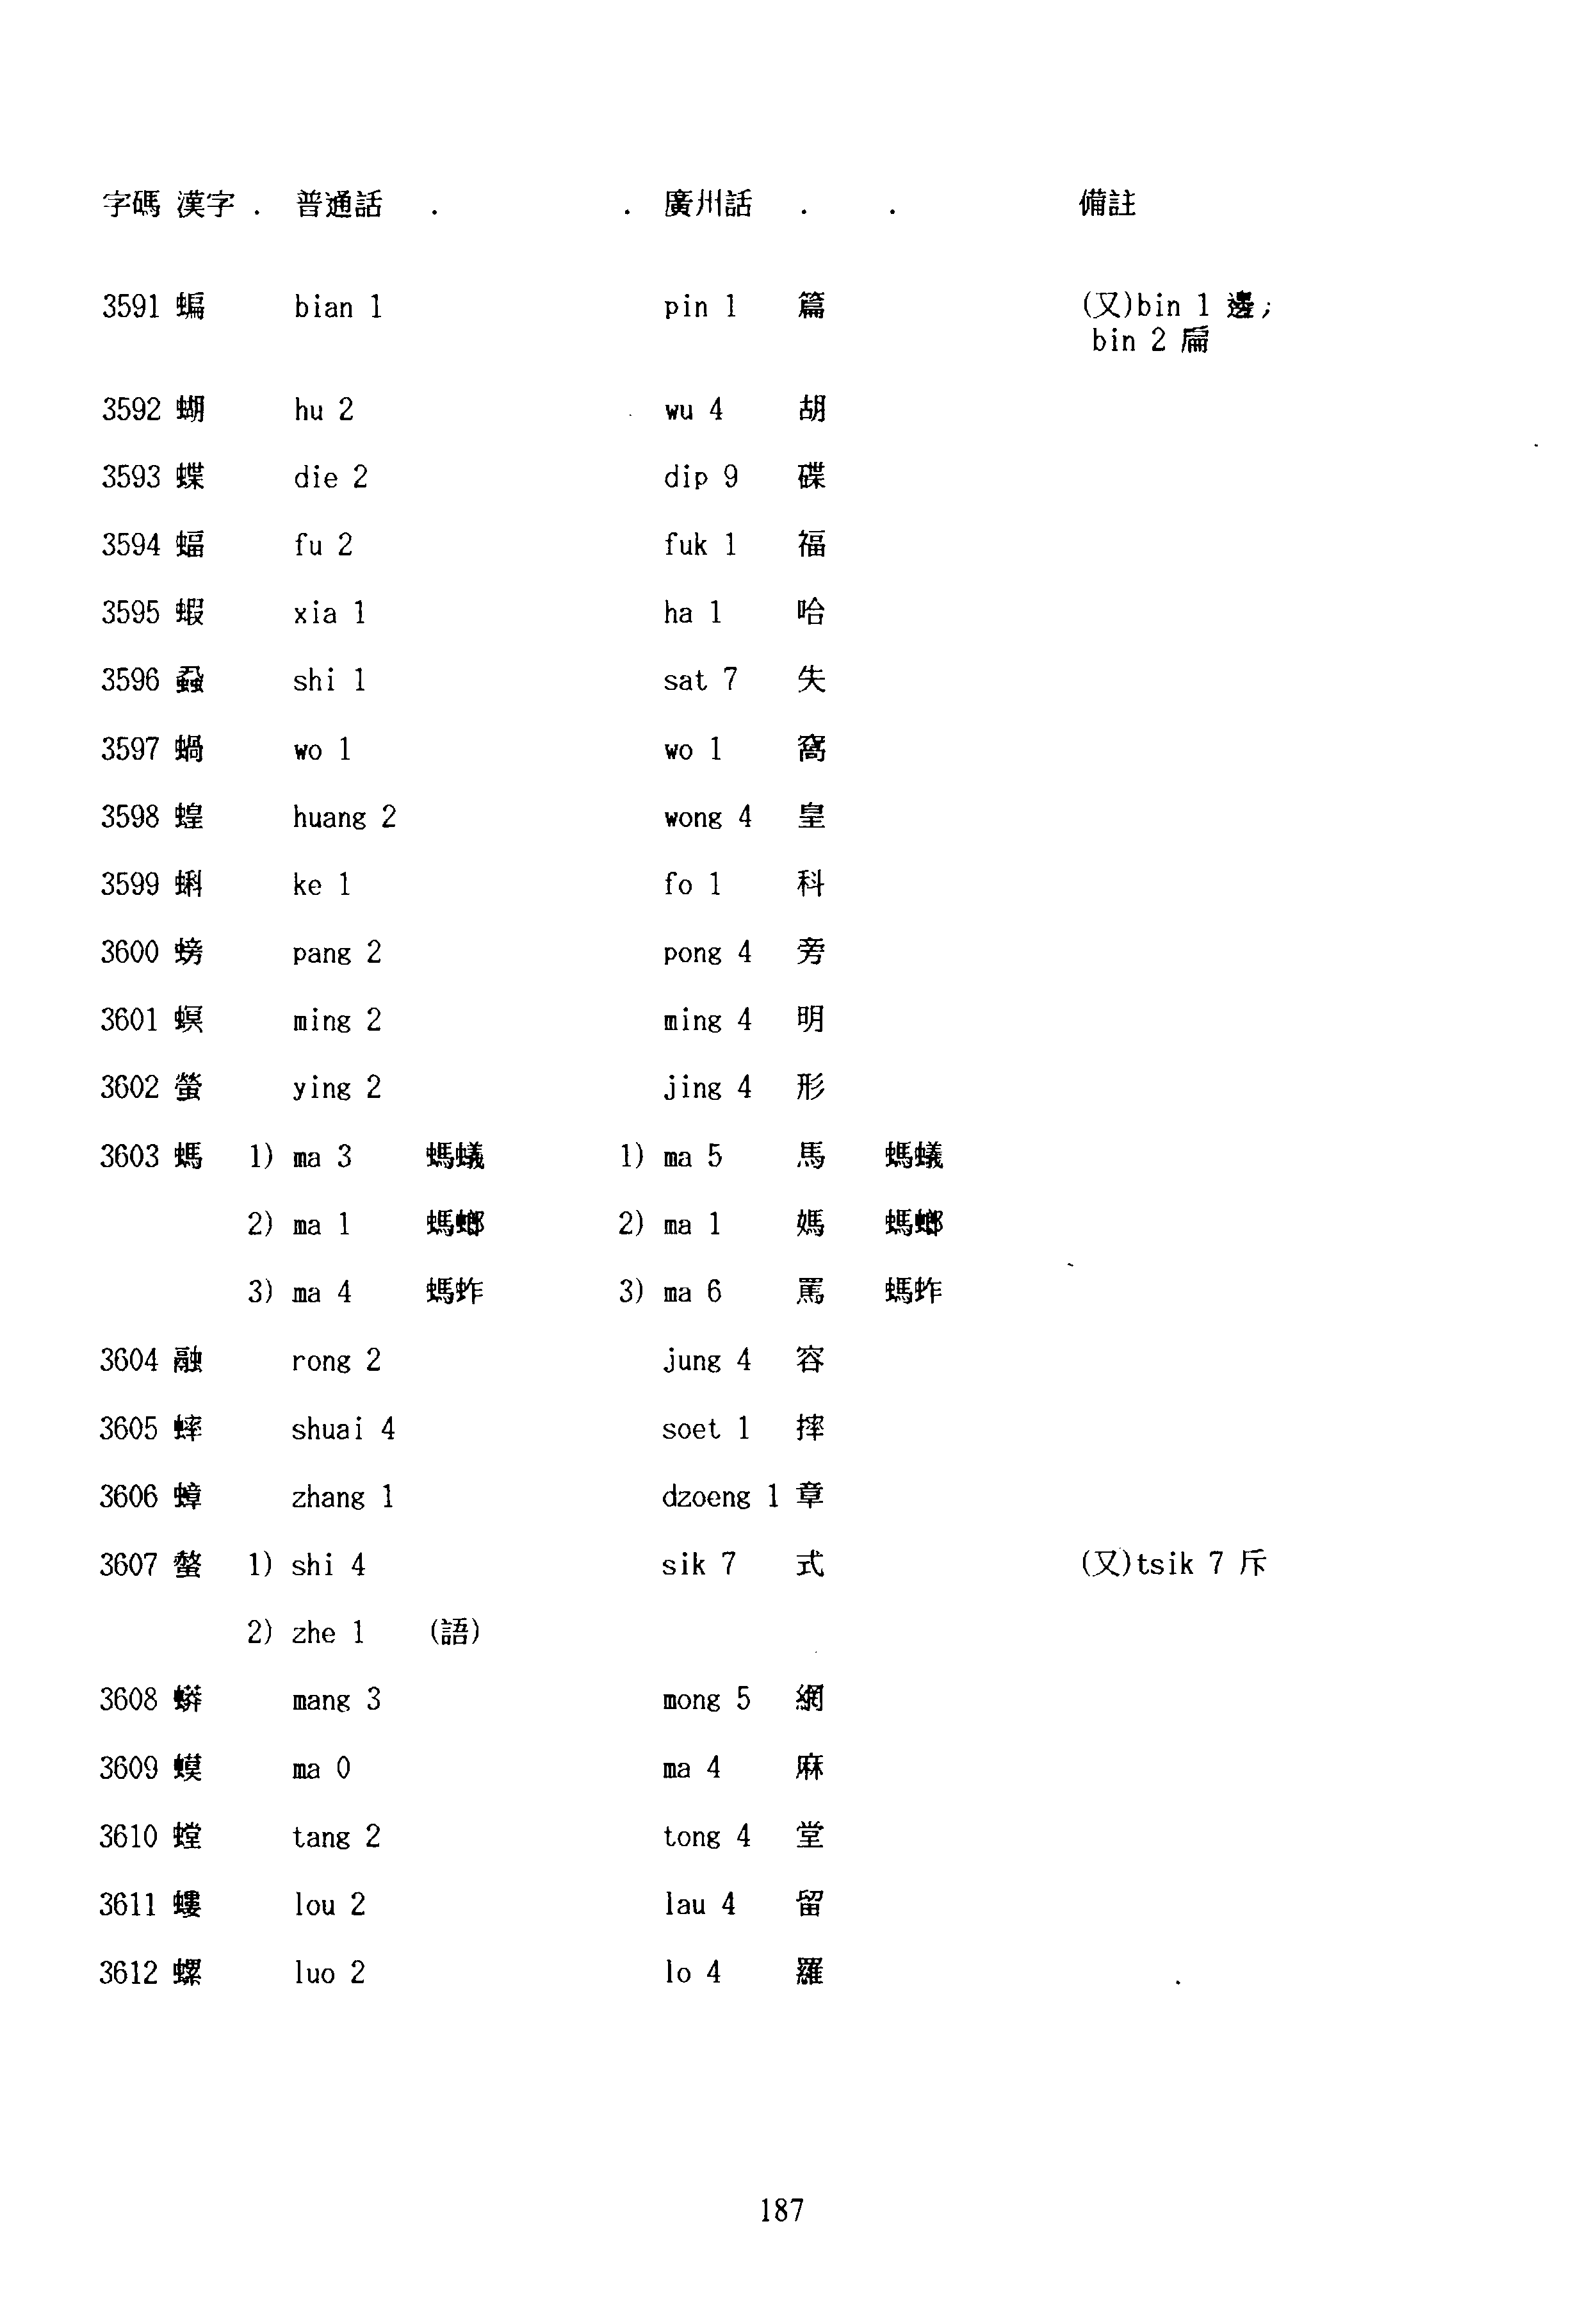 字碼 漢字 . 普通話 . . 廣州話 . . 備註
3591 蝙 bian 1 pin 1 篇 (又)bin 1 邊;
bin 2 扁
3592 蝴 hu 2 wu 4 胡
3593 蝶 die 2 dip 9 碟
3594 蝠 fu 2 fuk 1 福
3595 蝦 xia 1 ha 1 哈
3596 蝨 shi 1 sat 7 失
3597 蝸 wo 1 wo 1 窩
3598 蝗 huang 2 wong 4 皇
3599 蝌 ke 1 fo 1 科
3600 螃 pang 2 pong 4 旁
3601 螟 ming 2 ming 4 明
3602 螢 ying 2 jing 4 形
3603 螞 1) ma 3 螞蟻 1) ma 5 馬 螞蟻
2) ma 1 螞螂 2) ma 1 媽 螞螂
3) ma 4 螞蚱 3) ma 6 罵 螞蚱
3604 融 rong 2 jung 4 容
3605 蟀 shuai 4 soet 1 摔
3606 蟑 zhang 1 dzoeng 1 章
3607 螫 1) shi 4 sik 7 式 (又)tsik 7 斥
2) zhe 1 (語)
3608 蟒 mang 3 mong 5 網
3609 蟆 ma 0 ma 4 麻
3610 螳 tang 2 tong 4 堂
3611 螻 lou 2 lau 4 留
3612 螺 luo 2 lo 4 羅
187